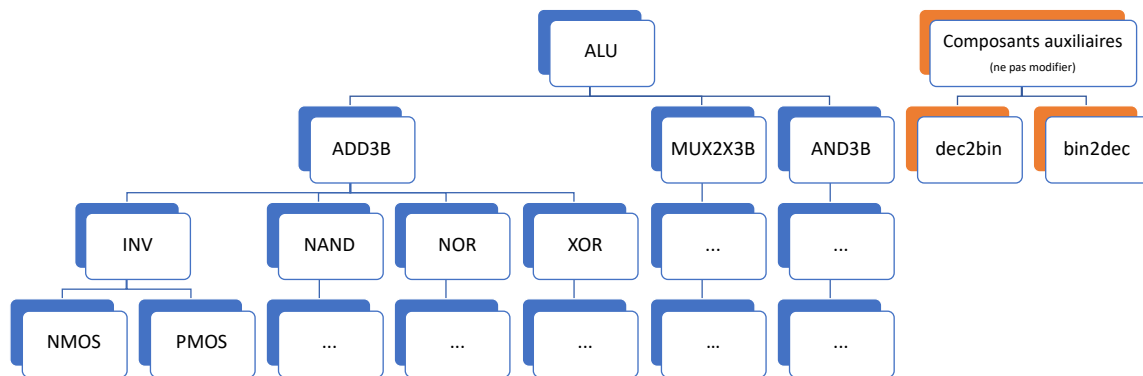 ALU
Composants auxiliaires
(ne pas modifier)
ADD3B
MUX2X3B
AND3B
dec2bin
bin2dec
INV
NAND
NOR
XOR
...
...
NMOS
PMOS
...
...
...
...
...